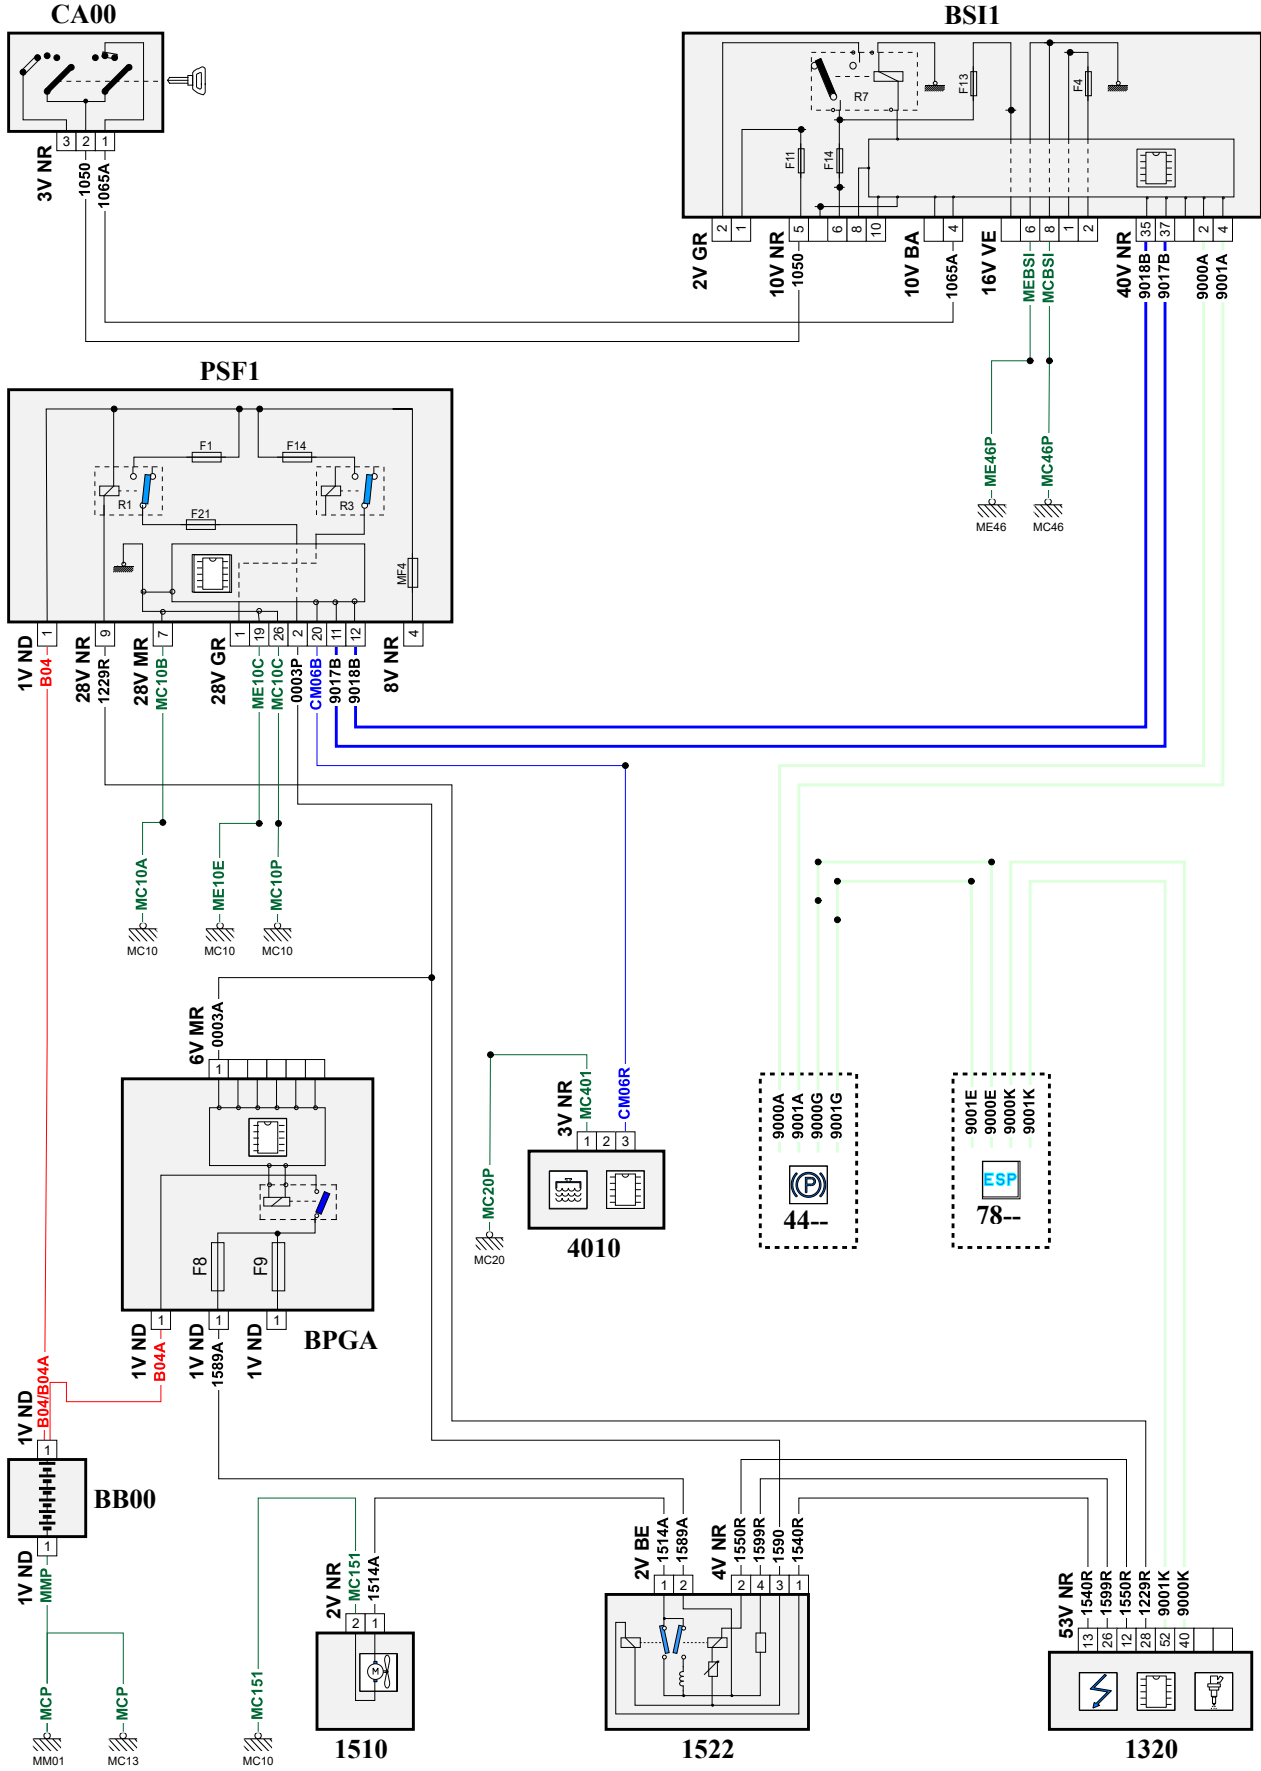 CA00
3 2 1
3V NR
1050
1065A
BSI1
R7
F13
F4
F11
F14
2 1 5 6 8 10 4 6 8 1 2 35 37 2 4
2V GR
10V NR
1050
10V BA
1065A
16V VE
MEBSI
MCBSI
40V NR
9018B
9017B
9000A
9001A
ME46P
MC46P
ME46
MC46
PSF1
F1
F14
R1
R3
F21
MF4
1 9 7 1 19 26 2 20 11 12 4
1V ND
B04
28V NR
1229R
28V MR
MC10B
28V GR
ME10C
MC10C
0003P
CM06B
9017B
9018B
8V NR
MC10A
ME10E
MC10P
MC10
MC10
MC10
6V MR
0003A
1
F8
F9
1 1 1
1V ND
B04A
1V ND
1589A
1V ND
BPGA
3V NR
MC401
CM06R
1 2 3
MC20P
MC20
4010
9000A
9001A
9000G
9001G
P
44--
9001E
9000E
9000K
9001K
ESP
78--
1V ND
B04/B04A
1
BB00
1
1V ND
MMP
MCP
MCP
MM01
MC13
MC151
MC10
2V NR
MC151
1514A
2 1
M
1510
2V BE
1514A
1589A
4V NR
1550R
1599R
1590
1540R
1 2 2 4 3 1
1522
53V NR
1540R
1599R
1550R
1229R
9001K
9000K
13 26 12 28 52 40
1320